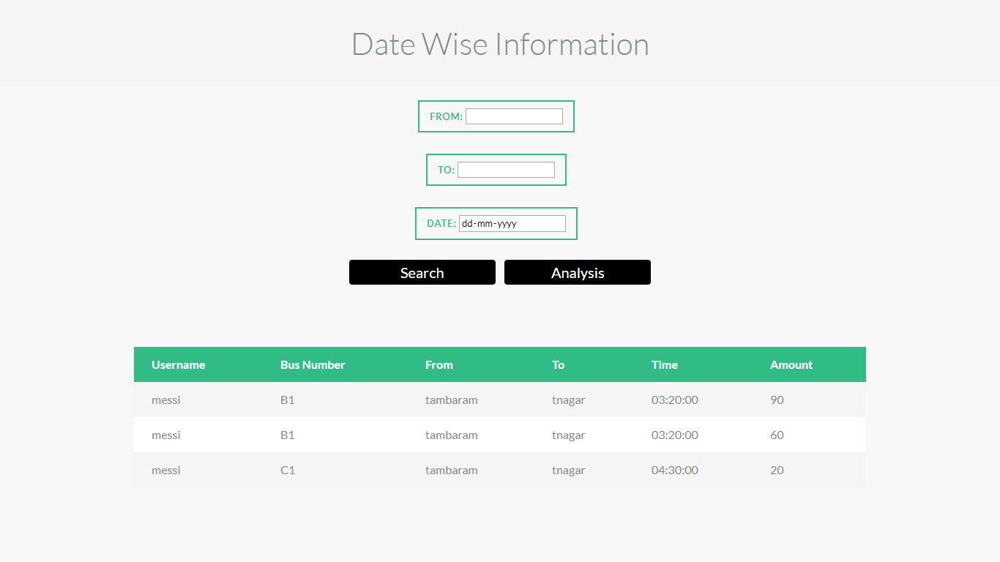 Date Wise Information
FROM:
TO:
DATE: dd-mm-yyyy
Search Analysis
Username Bus Number From To Time Amount
messi B1 tambaram tnagar 03:20:00 90
messi B1 tambaram tnagar 03:20:00 60
messi C1 tambaram tnagar 04:30:00 20